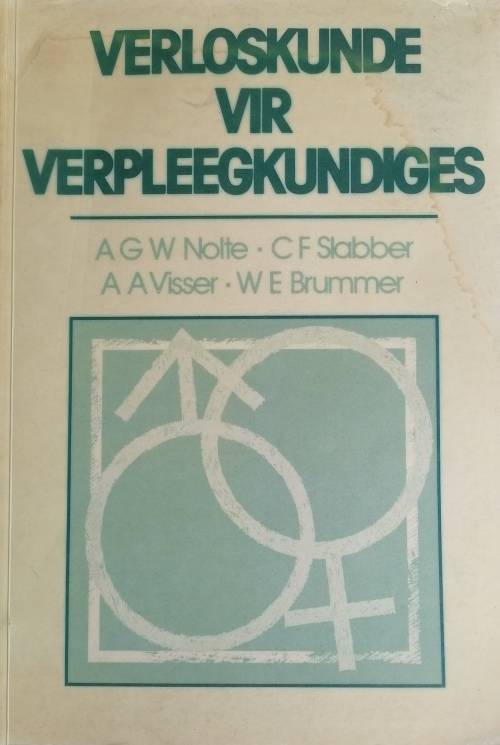 VERLOSKUNDE
VIR
VERPLEEGKUNDIGES
A G W Nolte · C F Slabber
A A Visser · W E Brummer